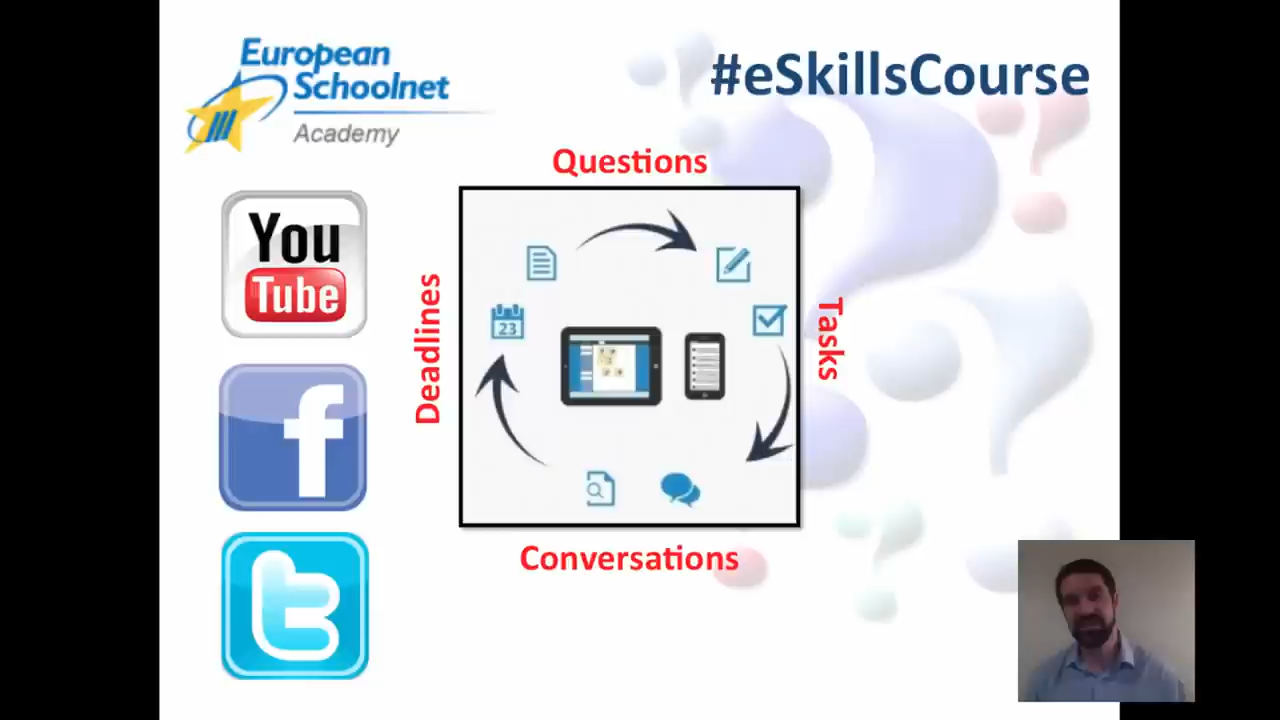 European
Schoolnet
Academy
#eSkillsCourse
Questions
You
Tube
Deadlines
23
Tasks
f
t
Conversations